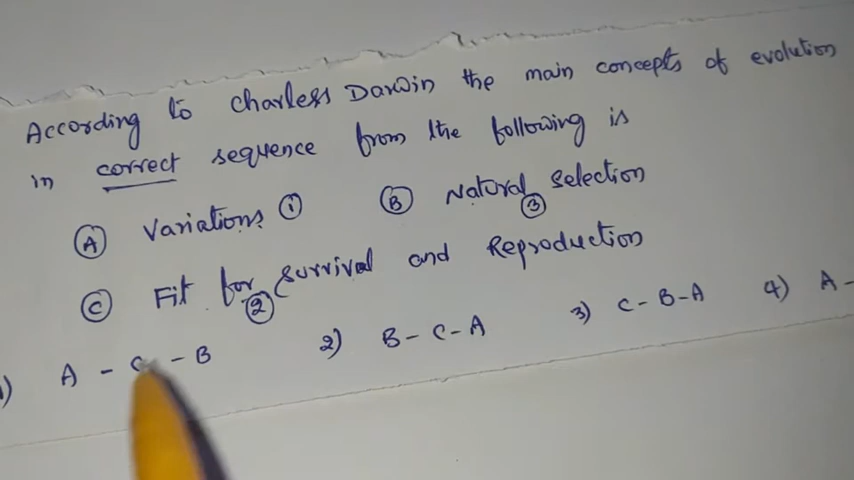 According to Charless Darwin the main concepts of evolution
in correct sequence from the following is
A Variations 1 B Natural Selection 3
C Fit for survival and Reproduction 2
1) A - C - B 2) B - C - A 3) C - B - A 4) A -